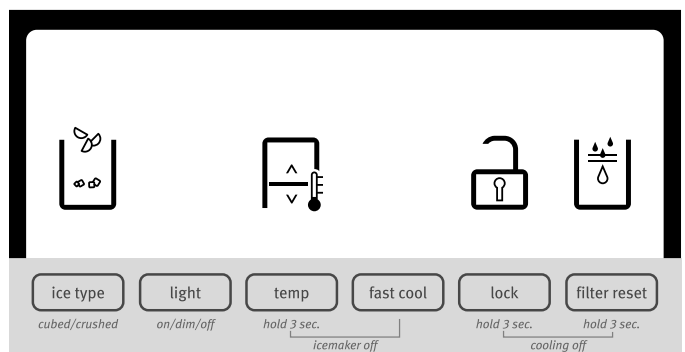 ice type light temp fast cool lock filter reset
cubed/crushed on/dim/off hold 3 sec. hold 3 sec. hold 3 sec.
icemaker off cooling off